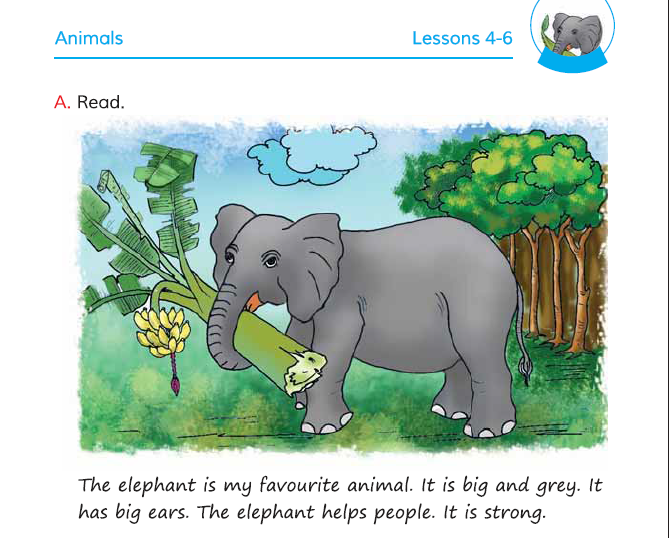 Animals
Lessons 4-6
A. Read.
The elephant is my favourite animal. It is big and grey. It
has big ears. The elephant helps people. It is strong.